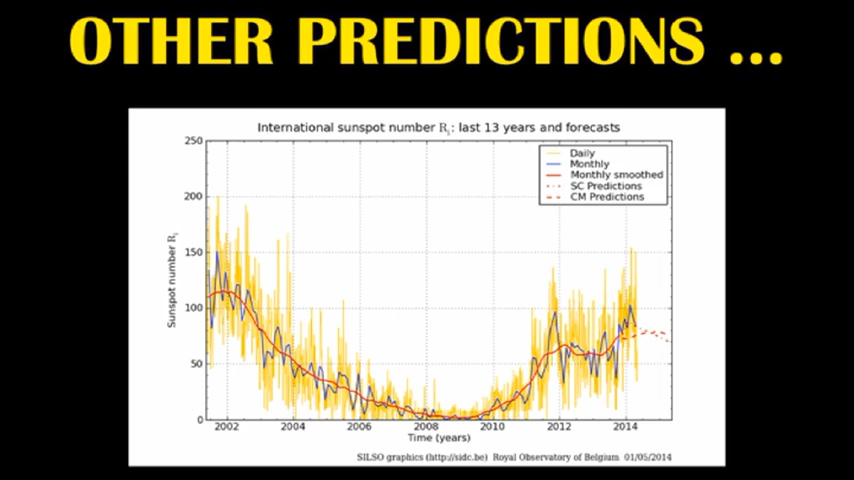 OTHER PREDICTIONS ...
International sunspot number Ri: last 13 years and forecasts
250
200
150
100
50
0
Sunspot number Ri
Daily
Monthly
Monthly smoothed
SC Predictions
CM Predictions
2002 2004 2006 2008 2010 2012 2014
Time (years)
SILSO graphics (http://sidc.be) Royal Observatory of Belgium 01/05/2014